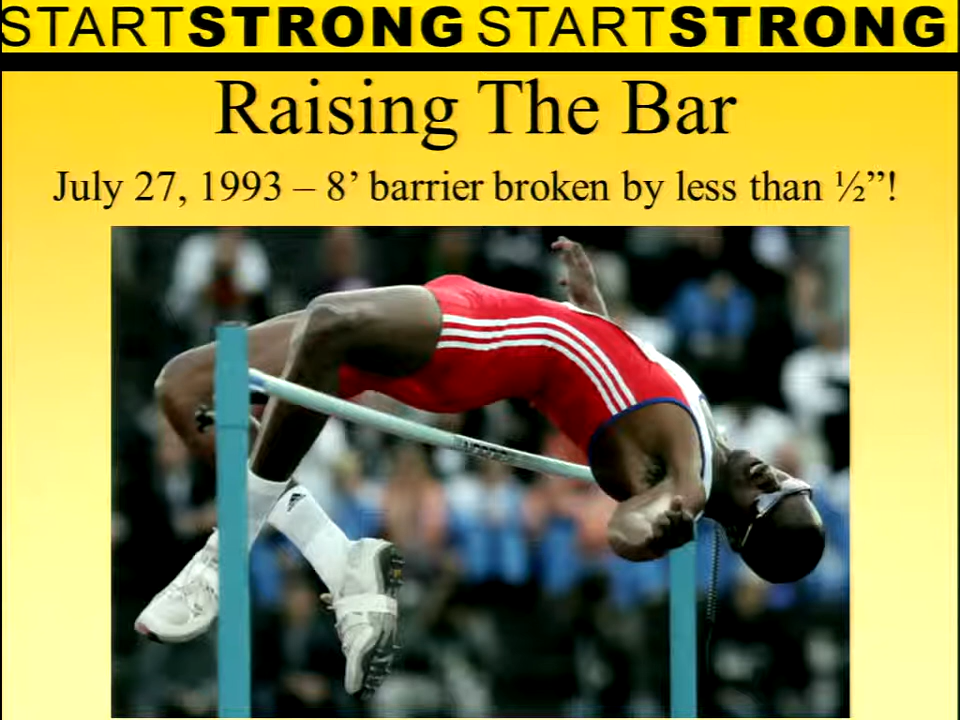 STARTSTRONG STARTSTRONG
Raising The Bar
July 27, 1993 – 8’ barrier broken by less than ½”!